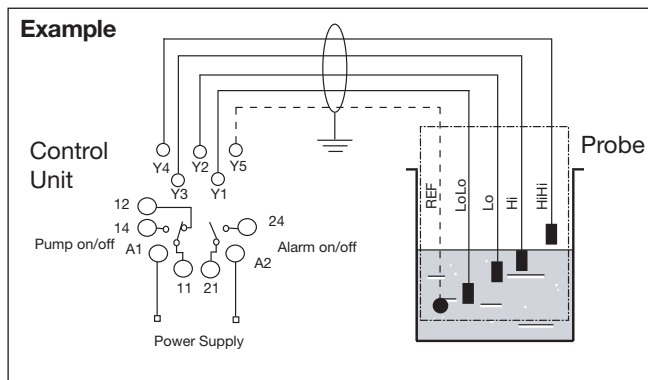 Example
Control
Unit
Probe
Y4
Y2
Y5
Y3
Y1
12
14
24
Pump on/off
Alarm on/off
A1
A2
11
21
Power Supply
REF
LoLo
Lo
Hi
HiHi